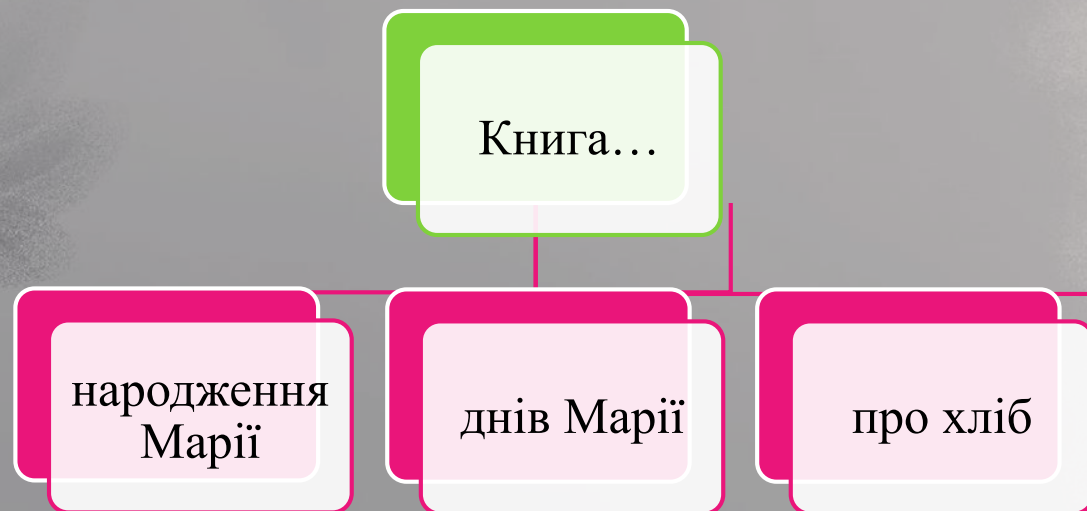 Книга…
народження
Марії
днів Марії
про хліб